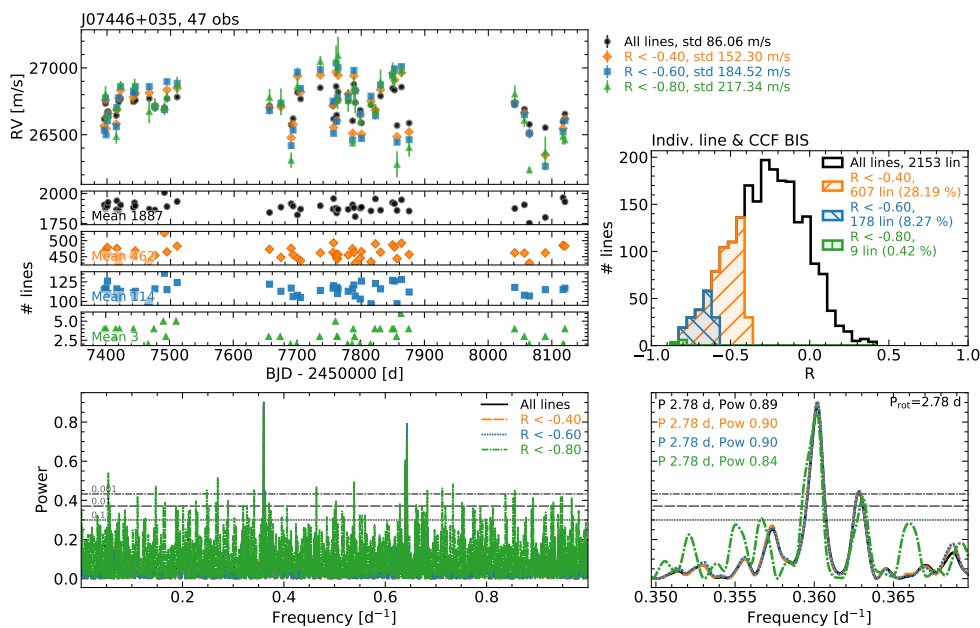 J07446+035, 47 obs
All lines, std 86.06 m/s
R < -0.40, std 152.30 m/s
R < -0.60, std 184.52 m/s
R < -0.80, std 217.34 m/s
27000
26500
RV [m/s]
2000
1750
Mean 1887
500
450
Mean 462
125
100
Mean 114
5.0
2.5
Mean 3
# lines
7400 7500 7600 7700 7800 7900 8000 8100
BJD - 2450000 [d]
Indiv. line & CCF BIS
All lines, 2153 lin
R < -0.40,
607 lin (28.19 %)
R < -0.60,
178 lin (8.27 %)
R < -0.80,
9 lin (0.42 %)
200
150
100
50
0
# lines
−1.0 −0.5 0.0 0.5 1.0
R
All lines
R < -0.40
R < -0.60
R < -0.80
0.8
0.6
0.4
0.2
0.0
Power
0.001
0.01
0.1
0.2 0.4 0.6 0.8
Frequency [d⁻¹]
P 2.78 d, Pow 0.89
P 2.78 d, Pow 0.90
P 2.78 d, Pow 0.90
P 2.78 d, Pow 0.84
Prot=2.78 d
0.350 0.355 0.360 0.365
Frequency [d⁻¹]